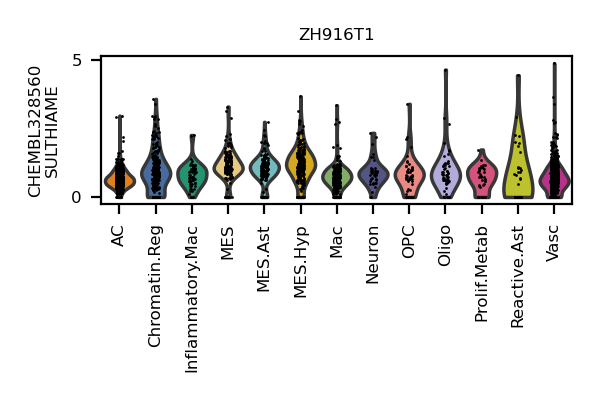 ZH916T1
CHEMBL328560
SULTHIAME
5
0
AC
Chromatin.Reg
Inflammatory.Mac
MES
MES.Ast
MES.Hyp
Mac
Neuron
OPC
Oligo
Prolif.Metab
Reactive.Ast
Vasc